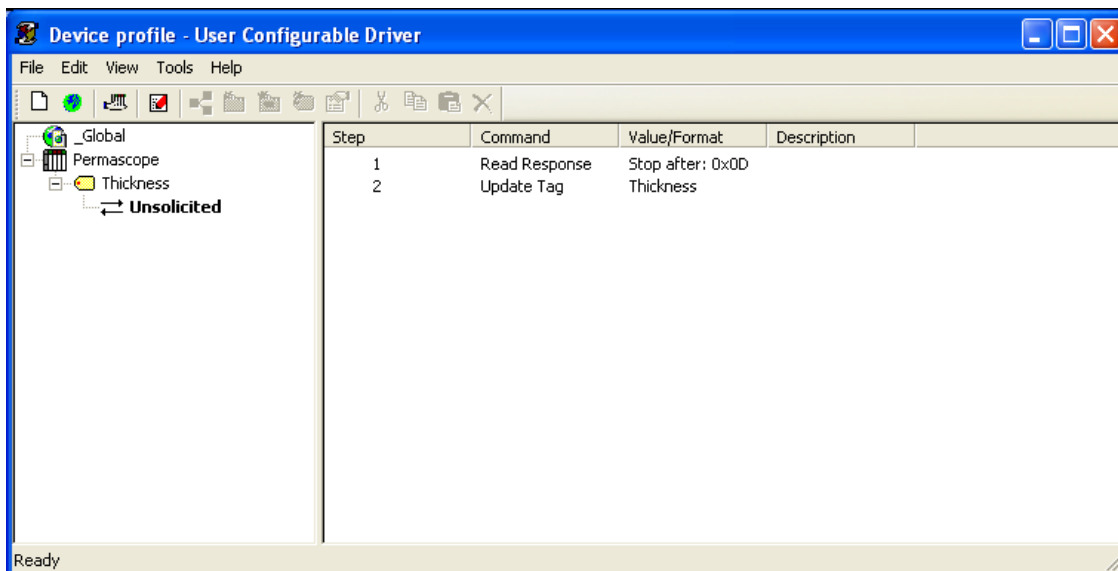 Device profile - User Configurable Driver
File Edit View Tools Help
_Global
Permascope
Thickness
Unsolicited
Step Command Value/Format Description
1 Read Response Stop after: 0x0D
2 Update Tag Thickness
Ready